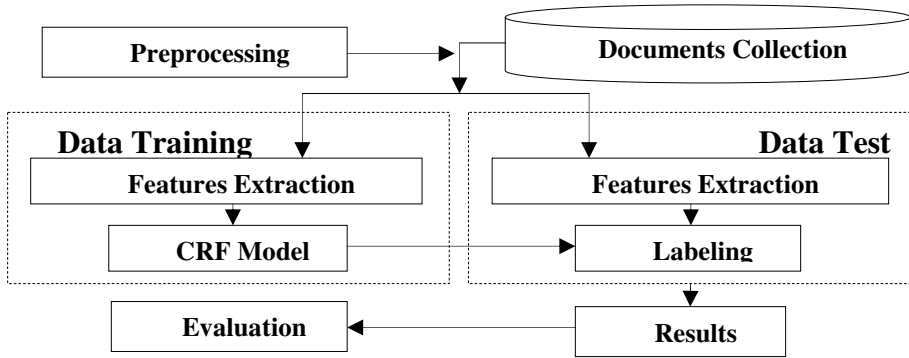 Preprocessing
Documents Collection
Data Training
Data Test
Features Extraction
Features Extraction
CRF Model
Labeling
Evaluation
Results